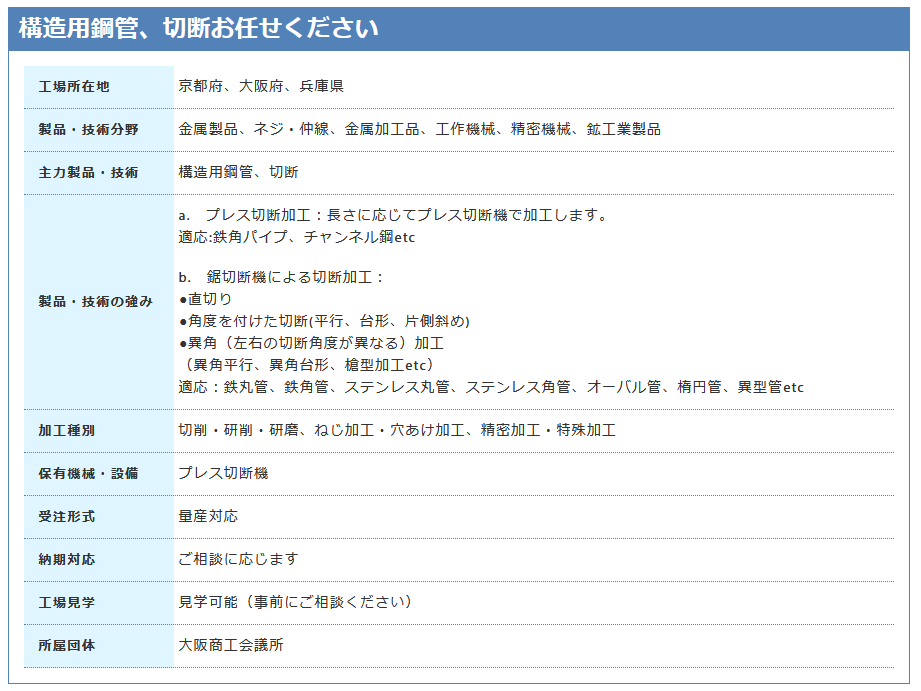 構造用鋼管、切断お任せください
工場所在地 京都府、大阪府、兵庫県
製品・技術分野 金属製品、ネジ・伸線、金属加工品、工作機械、精密機械、鉱工業製品
主力製品・技術 構造用鋼管、切断
製品・技術の強み
a. プレス切断加工：長さに応じてプレス切断機で加工します。
適応:鉄角パイプ、チャンネル鋼etc
b. 鋸切断機による切断加工：
●直切り
●角度を付けた切断(平行、台形、片側斜め)
●異角（左右の切断角度が異なる）加工
（異角平行、異角台形、槍型加工etc）
適応：鉄丸管、鉄角管、ステンレス丸管、ステンレス角管、オーバル管、楕円管、異型管etc
加工種別 切削・研削・研磨、ねじ加工・穴あけ加工、精密加工・特殊加工
保有機械・設備 プレス切断機
受注形式 量産対応
納期対応 ご相談に応じます
工場見学 見学可能（事前にご相談ください）
所属団体 大阪商工会議所